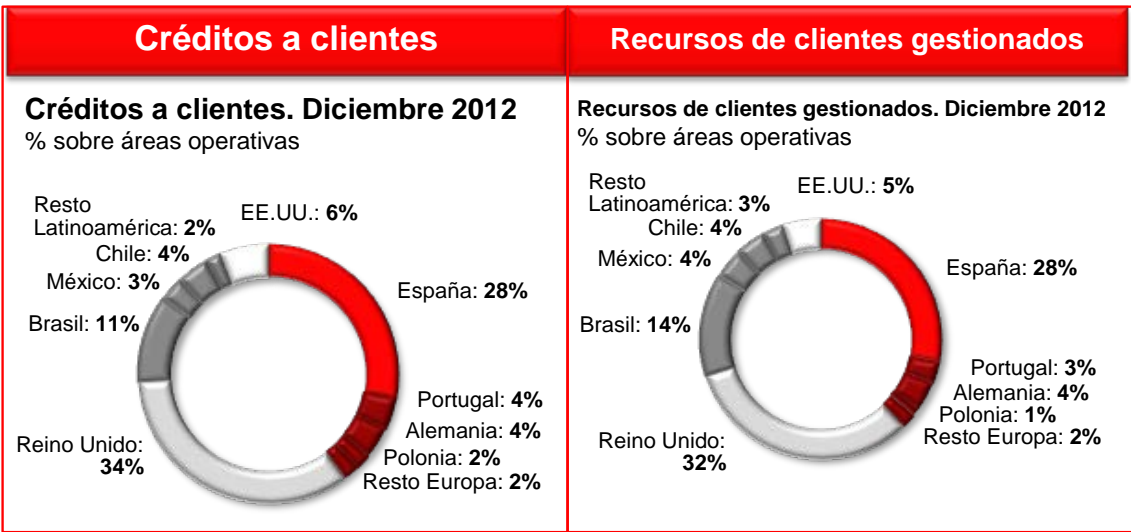 Créditos a clientes
Créditos a clientes. Diciembre 2012
% sobre áreas operativas
Resto
Latinoamérica: 2%
EE.UU.: 6%
Chile: 4%
México: 3%
España: 28%
Brasil: 11%
Portugal: 4%
Alemania: 4%
Reino Unido:
34%
Polonia: 2%
Resto Europa: 2%
Recursos de clientes gestionados
Recursos de clientes gestionados. Diciembre 2012
% sobre áreas operativas
Resto
Latinoamérica: 3%
EE.UU.: 5%
Chile: 4%
México: 4%
España: 28%
Brasil: 14%
Portugal: 3%
Alemania: 4%
Polonia: 1%
Resto Europa: 2%
Reino Unido:
32%